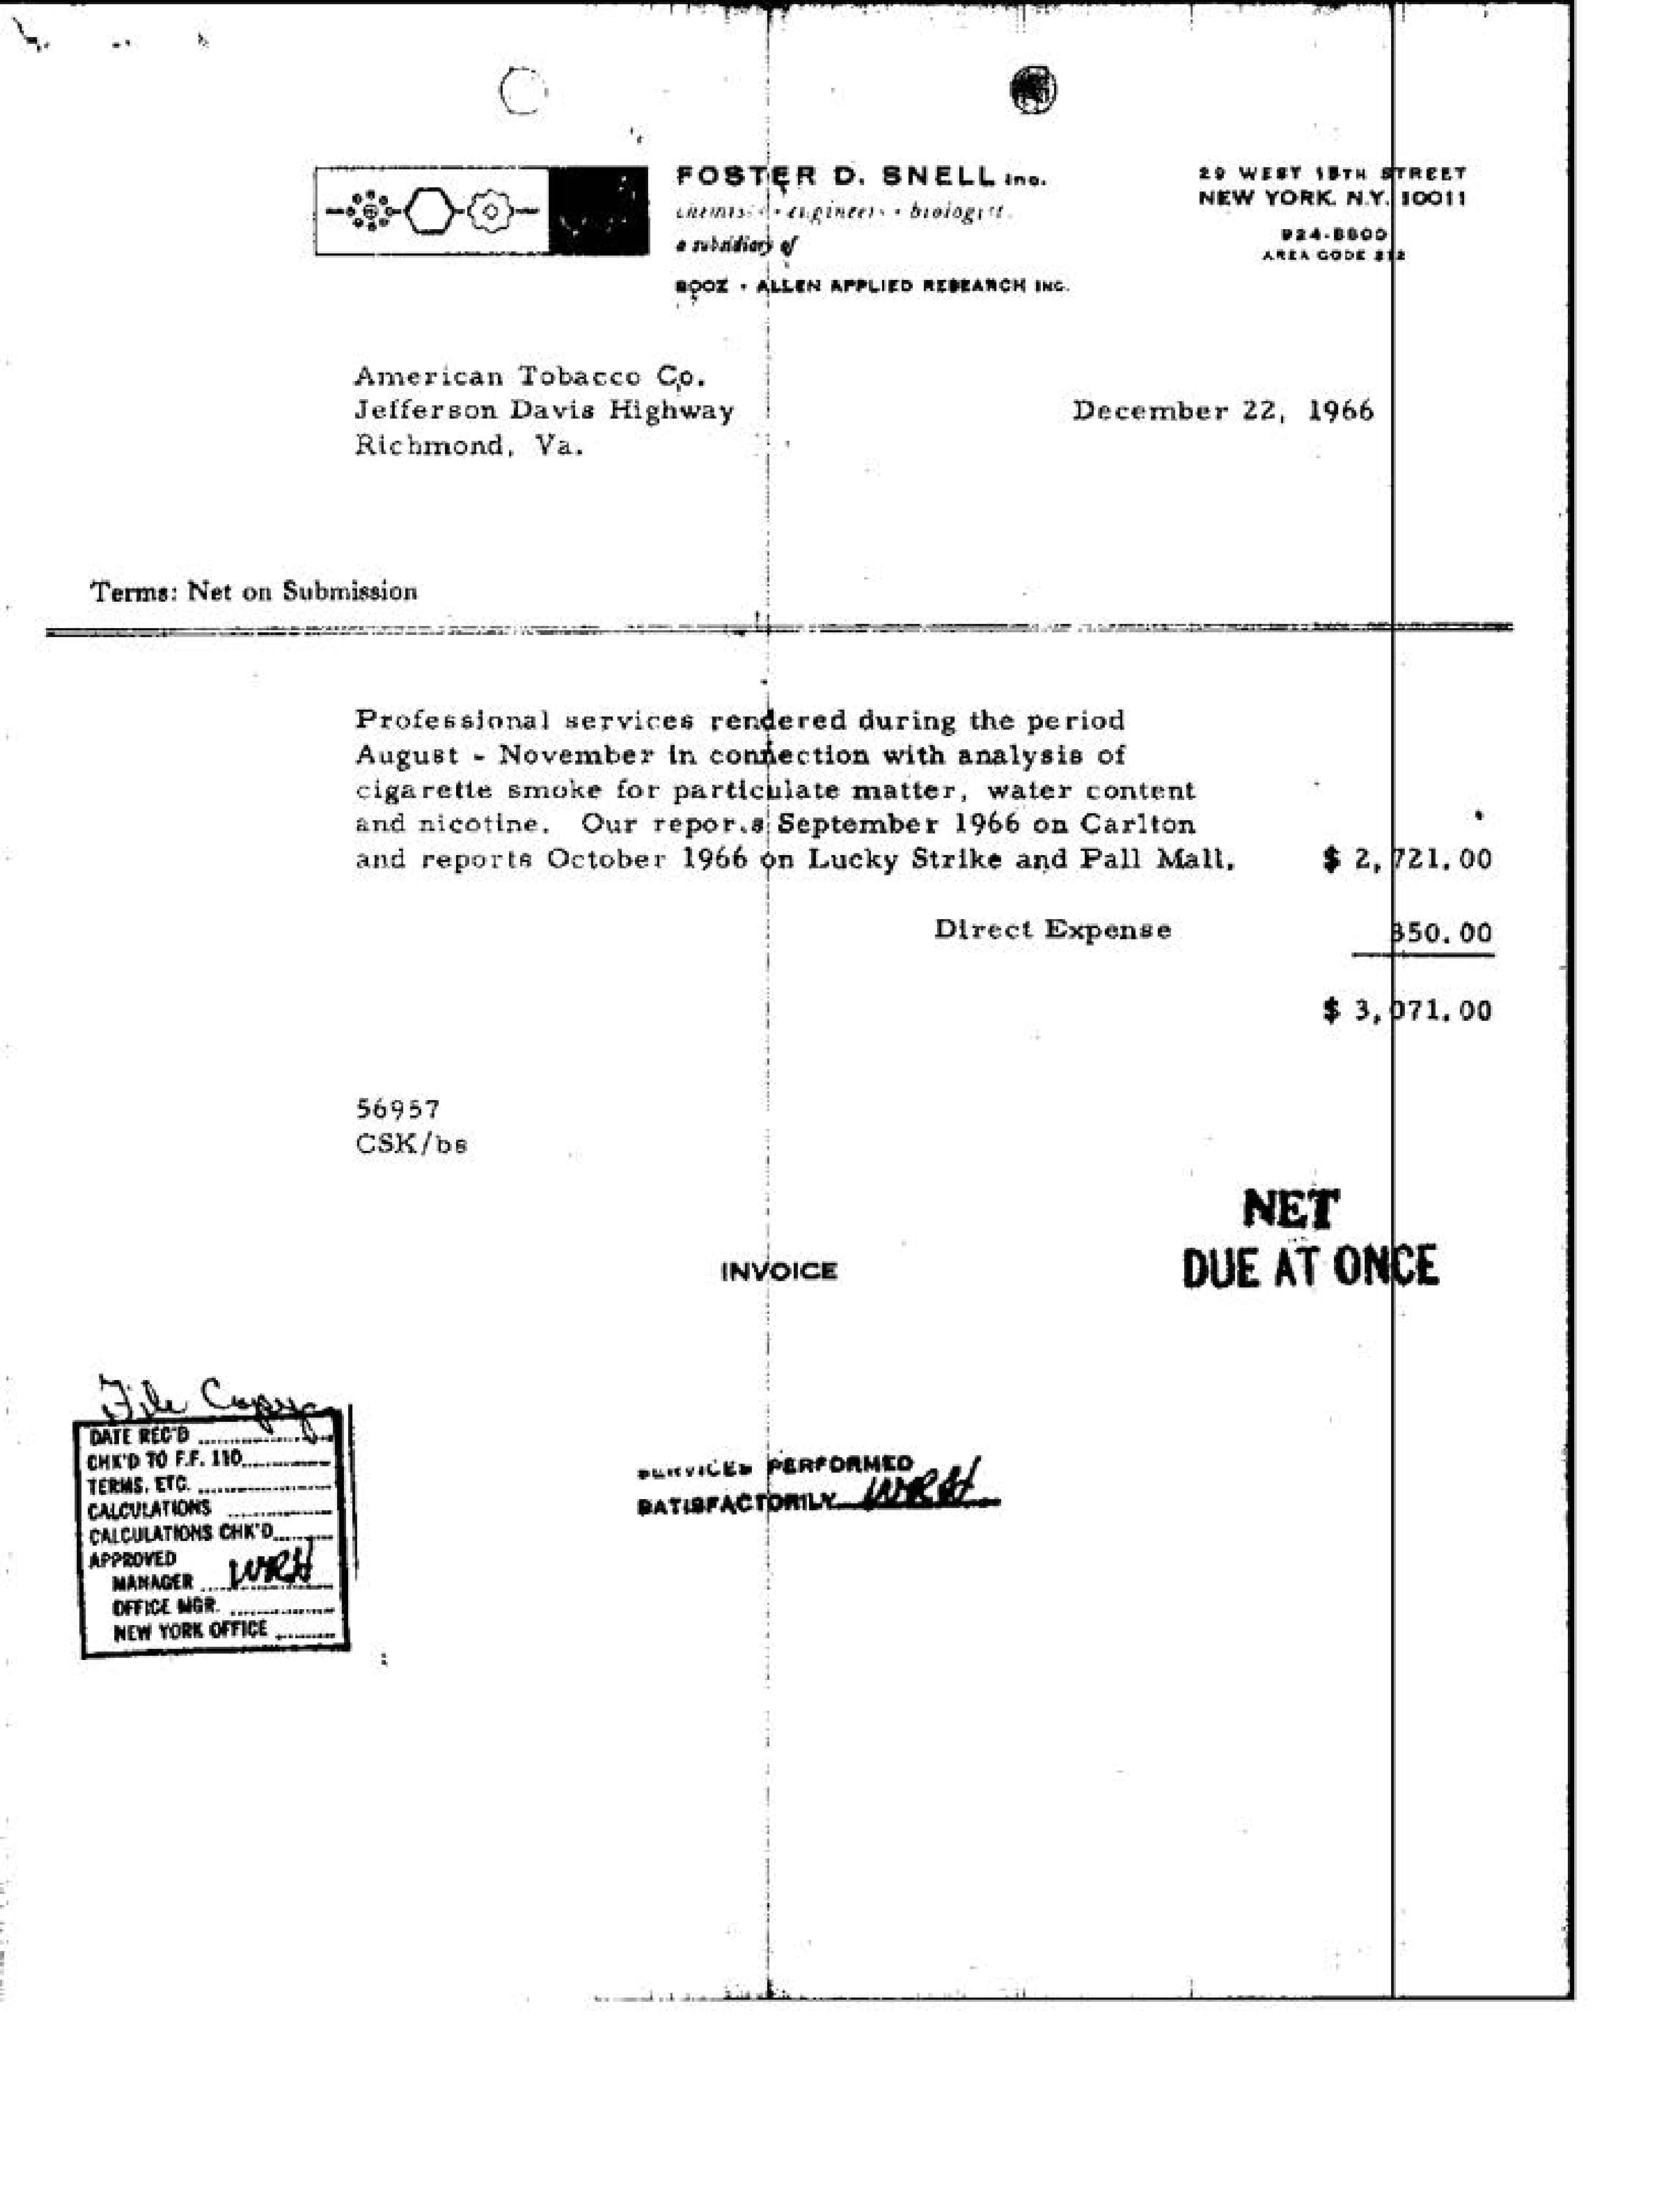 FOSTER D. SNELL Inc.
chemists • engineers • biologists
a subsidiary of
BOOZ • ALLEN APPLIED RESEARCH INC.
29 WEST 15TH STREET
NEW YORK, N.Y. 10011
924-8800
AREA CODE 212
American Tobacco Co.
Jefferson Davis Highway
Richmond, Va.
December 22, 1966
Terms: Net on Submission
Professional services rendered during the period
August - November in connection with analysis of
cigarette smoke for particulate matter, water content
and nicotine. Our reports September 1966 on Carlton
and reports October 1966 on Lucky Strike and Pall Mall. $ 2,721.00
Direct Expense 350.00
$ 3,071.00
56957
CSK/bs
NET
DUE AT ONCE
INVOICE
File Copy
DATE REC'D
CHK'D TO F.F. 110
TERMS, ETC.
CALCULATIONS
CALCULATIONS CHK'D
APPROVED
MANAGER WRH
OFFICE MGR.
NEW YORK OFFICE
SERVICES PERFORMED
SATISFACTORILY WRH